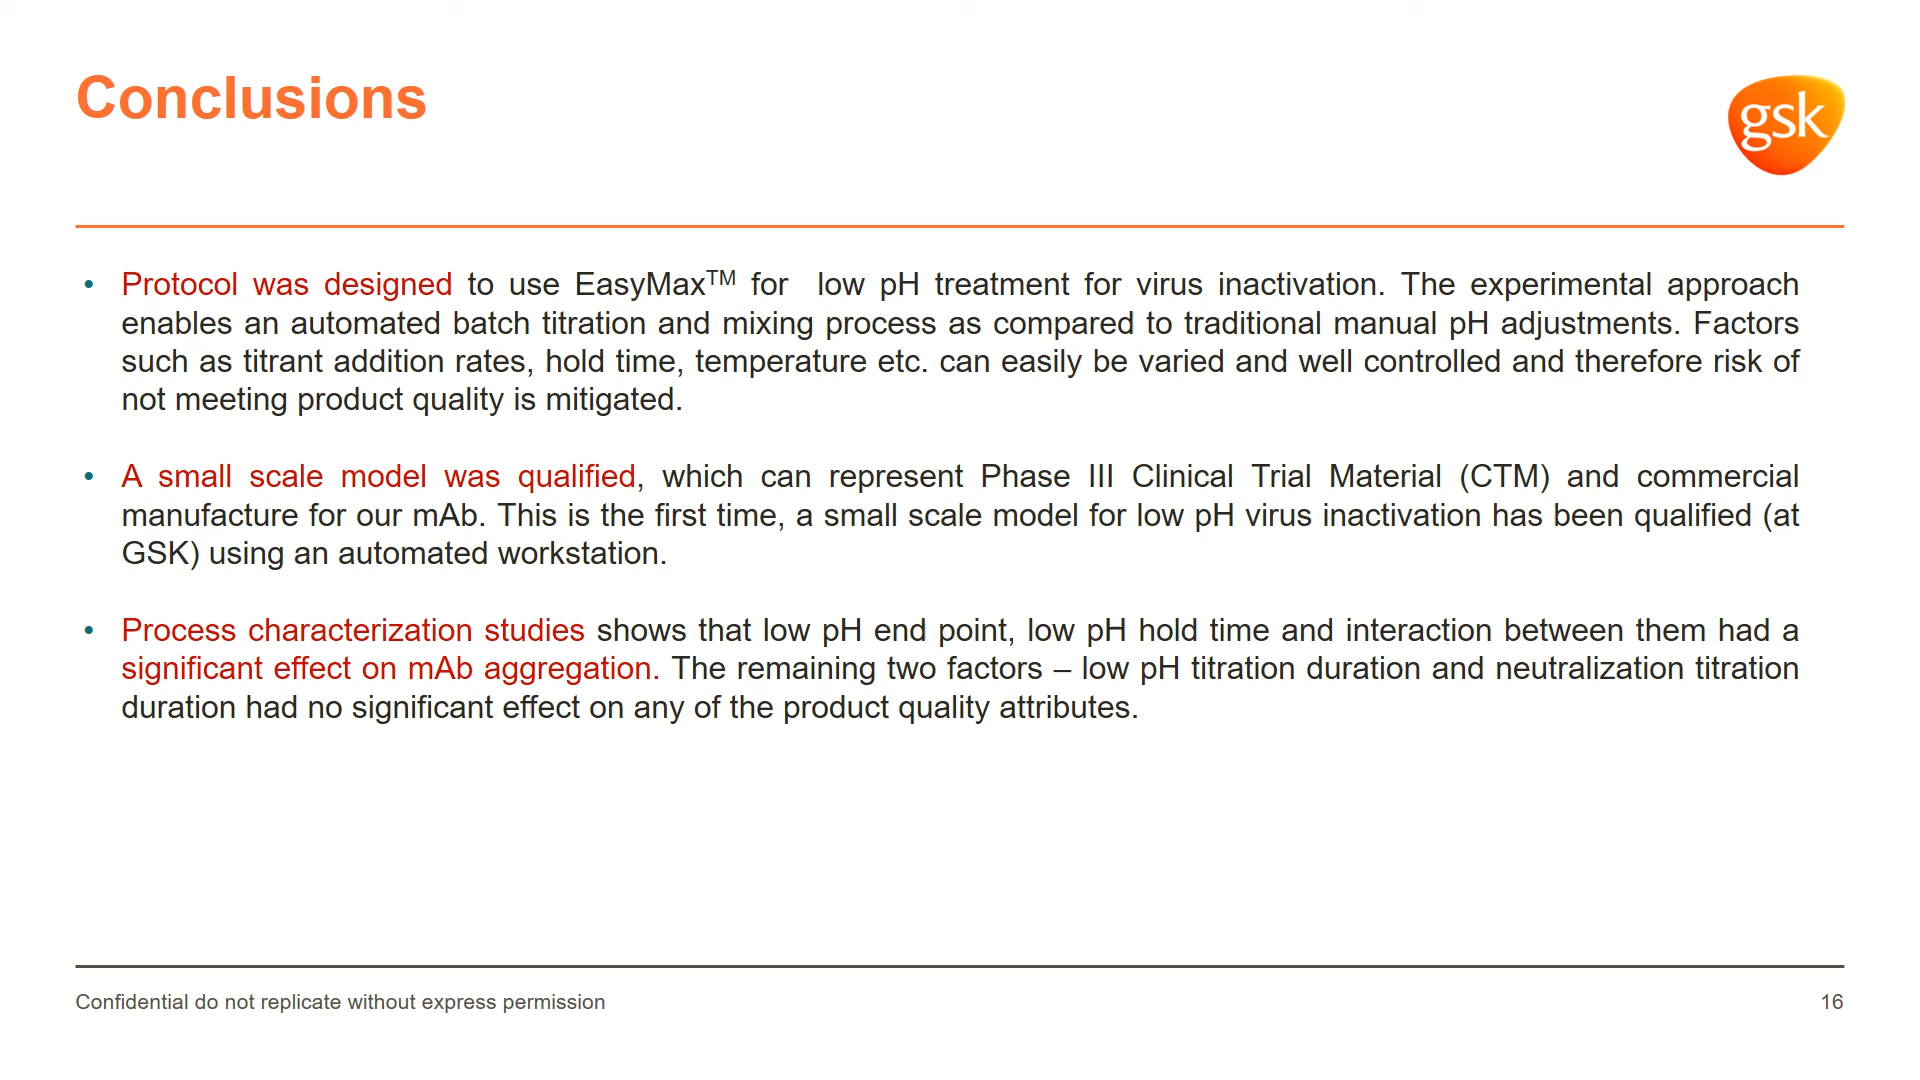 Conclusions
gsk
• Protocol was designed to use EasyMaxTM for low pH treatment for virus inactivation. The experimental approach
enables an automated batch titration and mixing process as compared to traditional manual pH adjustments. Factors
such as titrant addition rates, hold time, temperature etc. can easily be varied and well controlled and therefore risk of
not meeting product quality is mitigated.
• A small scale model was qualified, which can represent Phase III Clinical Trial Material (CTM) and commercial
manufacture for our mAb. This is the first time, a small scale model for low pH virus inactivation has been qualified (at
GSK) using an automated workstation.
• Process characterization studies shows that low pH end point, low pH hold time and interaction between them had a
significant effect on mAb aggregation. The remaining two factors – low pH titration duration and neutralization titration
duration had no significant effect on any of the product quality attributes.
Confidential do not replicate without express permission
16